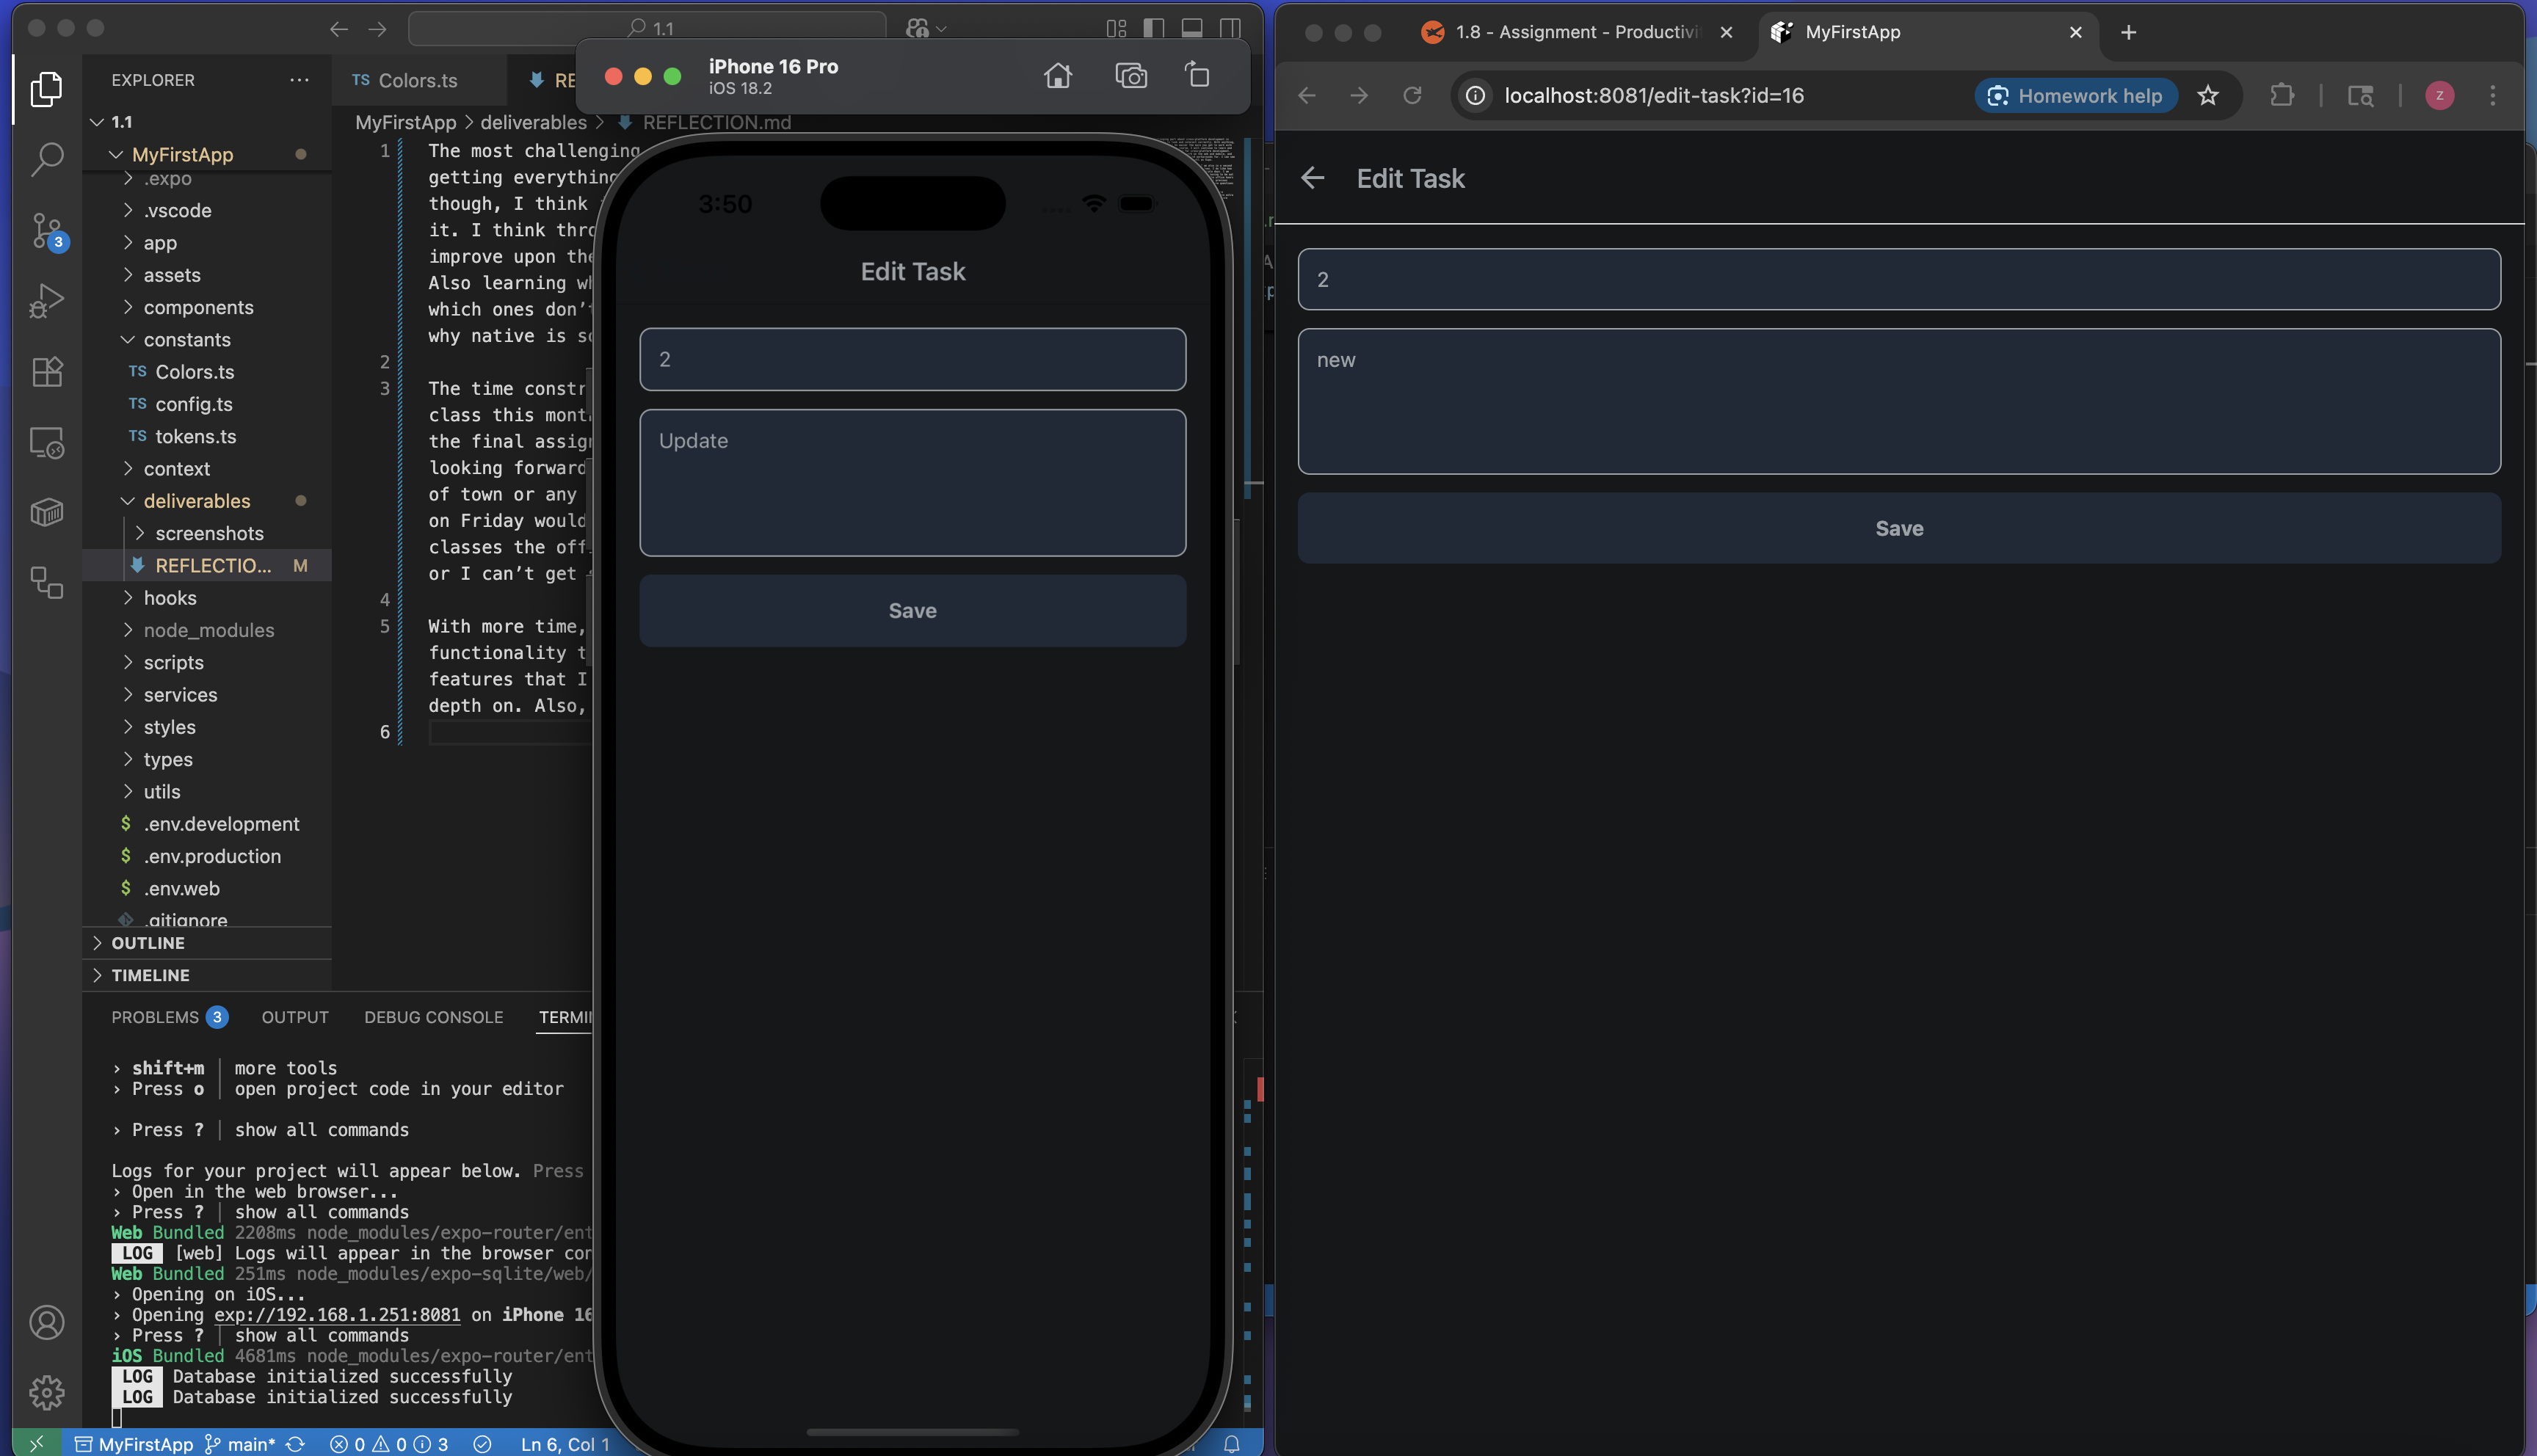 1.1
EXPLORER
1.1
MyFirstApp
.expo
.vscode
app
assets
components
constants
TS Colors.ts
TS config.ts
TS tokens.ts
context
deliverables
screenshots
REFLECTIO... M
hooks
node_modules
scripts
services
styles
types
utils
$ .env.development
$ .env.production
$ .env.web
.gitignore
OUTLINE
TIMELINE
3
TS Colors.ts
RE
MyFirstApp > deliverables > REFLECTION.md
1 The most challenging
getting everything
though, I think
it. I think thro
improve upon the
Also learning wh
which ones don't
why native is so
2
3 The time constr
class this mont
the final assign
looking forward
of town or any
on Friday would
classes the off
or I can't get
4
5 With more time,
functionality t
features that I
depth on. Also,
6
PROBLEMS 3 OUTPUT DEBUG CONSOLE TERMI
› shift+m │ more tools
› Press o │ open project code in your editor
› Press ? │ show all commands
Logs for your project will appear below. Press
› Open in the web browser...
› Press ? │ show all commands
Web Bundled 2208ms node_modules/expo-router/ent
LOG [web] Logs will appear in the browser con
Web Bundled 251ms node_modules/expo-sqlite/web/
› Opening on iOS...
› Opening exp://192.168.1.251:8081 on iPhone 16
› Press ? │ show all commands
iOS Bundled 4681ms node_modules/expo-router/ent
LOG Database initialized successfully
LOG Database initialized successfully
MyFirstApp main* 0 0 3 Ln 6, Col 1
iPhone 16 Pro
iOS 18.2
3:50
Edit Task
2
Update
Save
1.8 - Assignment - Productivi
MyFirstApp
localhost:8081/edit-task?id=16
Homework help
Z
Edit Task
2
new
Save